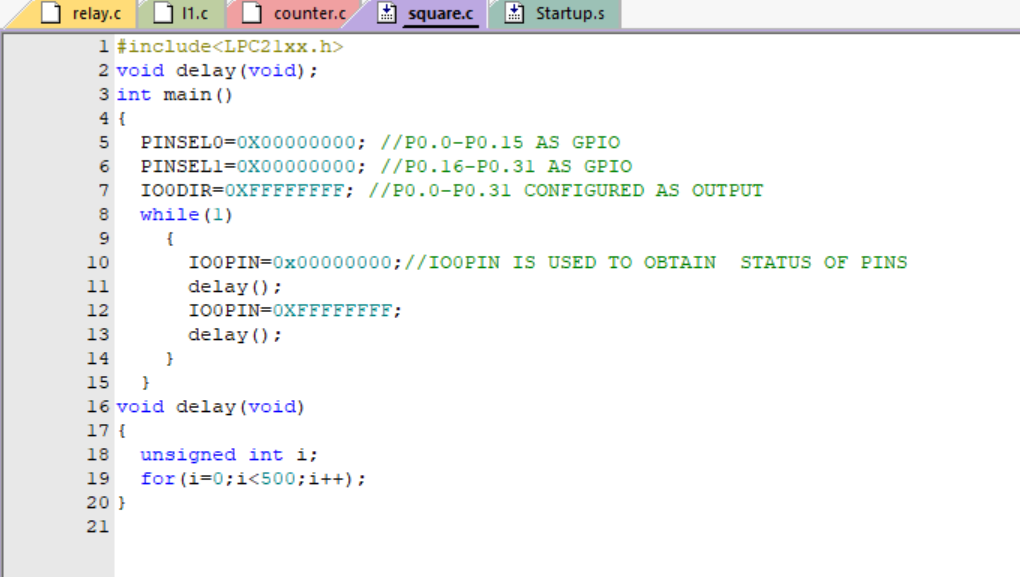 relay.c l1.c counter.c square.c Startup.s
1 #include<LPC21xx.h>
2 void delay(void);
3 int main()
4 {
5   PINSEL0=0X00000000; //P0.0-P0.15 AS GPIO
6   PINSEL1=0X00000000; //P0.16-P0.31 AS GPIO
7   IO0DIR=0XFFFFFFFF; //P0.0-P0.31 CONFIGURED AS OUTPUT
8   while(1)
9     {
10       IO0PIN=0x00000000;//IO0PIN IS USED TO OBTAIN  STATUS OF PINS
11       delay();
12       IO0PIN=0XFFFFFFFF;
13       delay();
14     }
15   }
16 void delay(void)
17 {
18   unsigned int i;
19   for(i=0;i<500;i++);
20 }
21